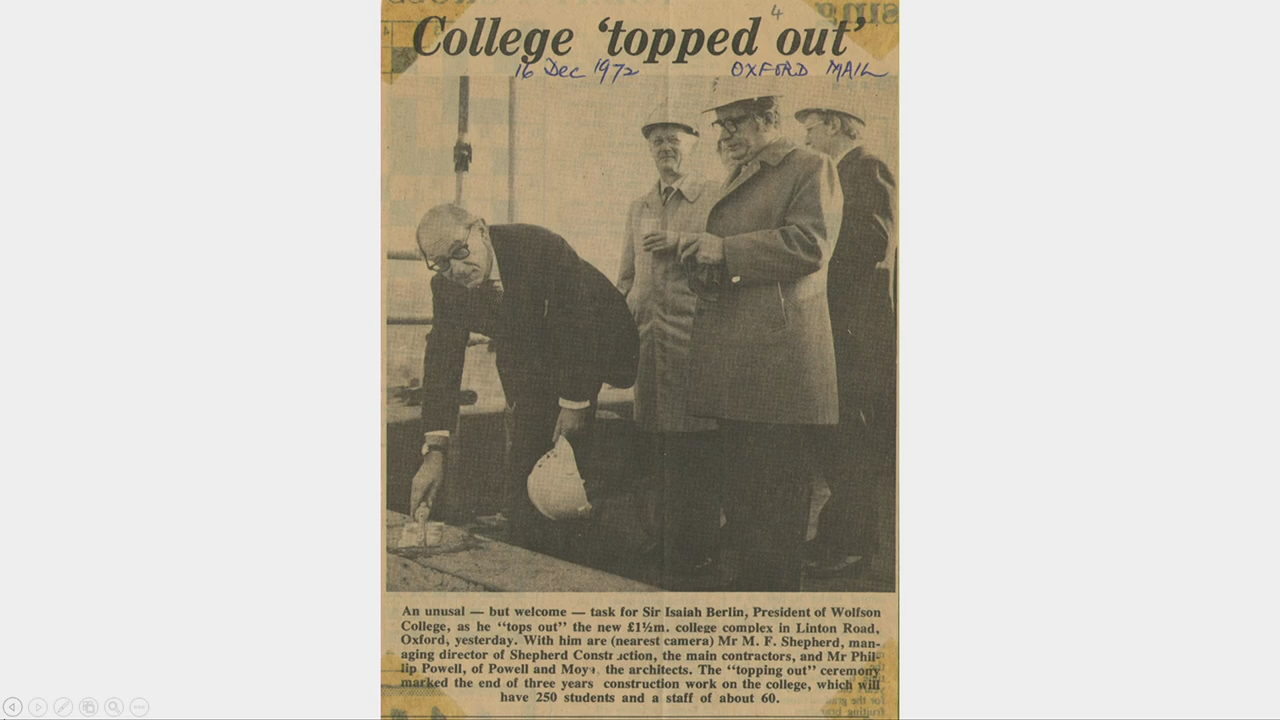 4
College ‘topped out’
16 Dec 1972 OXFORD MAIL
An unusal — but welcome — task for Sir Isaiah Berlin, President of Wolfson
College, as he “tops out” the new £1½m. college complex in Linton Road,
Oxford, yesterday. With him are (nearest camera) Mr M. F. Shepherd, man-
aging director of Shepherd Construction, the main contractors, and Mr Phil-
lip Powell, of Powell and Moya, the architects. The “topping out” ceremony
marked the end of three years construction work on the college, which will
have 250 students and a staff of about 60.